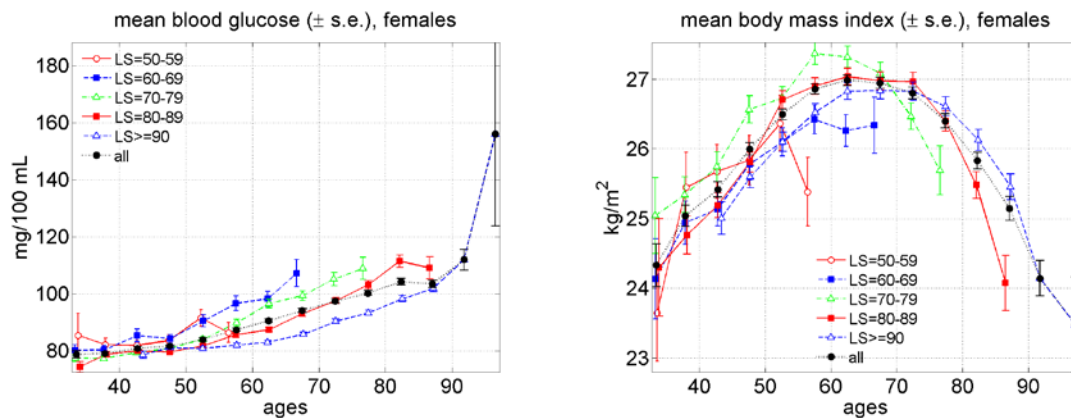 mean blood glucose (± s.e.), females
mg/100 mL
180
160
140
120
100
80
LS=50-59
LS=60-69
LS=70-79
LS=80-89
LS>=90
all
40 50 60 70 80 90
ages
mean body mass index (± s.e.), females
kg/m²
27
26
25
24
23
LS=50-59
LS=60-69
LS=70-79
LS=80-89
LS>=90
all
40 50 60 70 80 90
ages